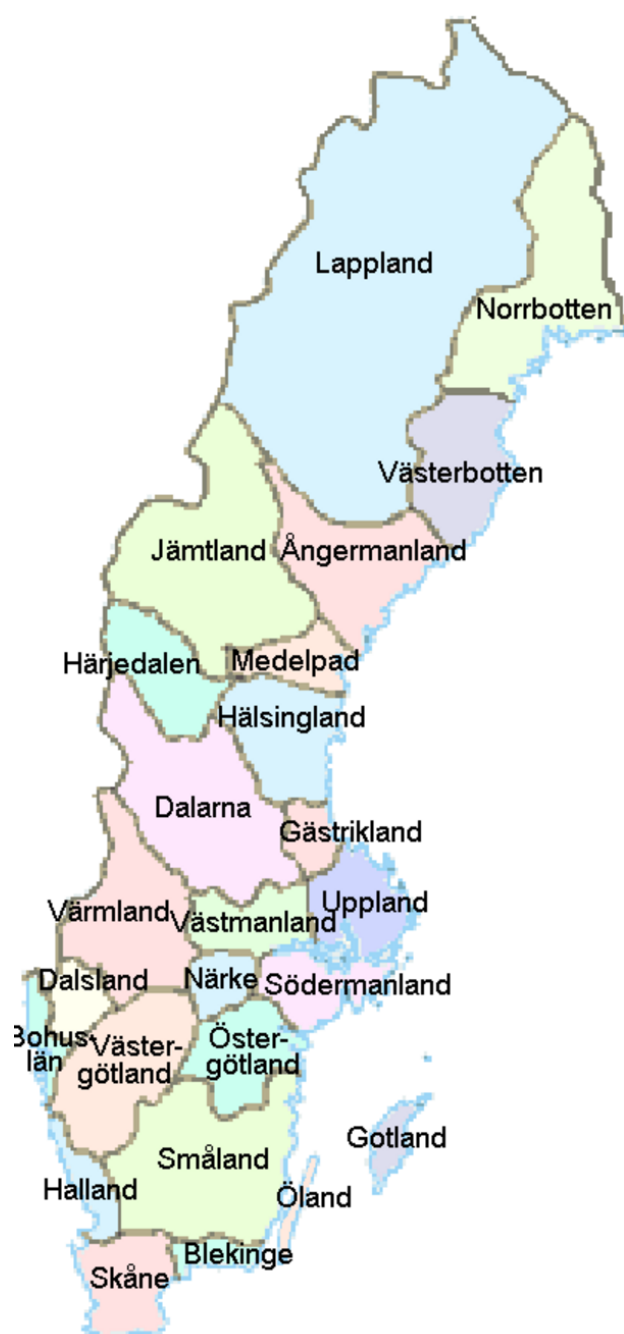 Lappland
Norrbotten
Västerbotten
Jämtland
Ångermanland
Härjedalen
Medelpad
Hälsingland
Dalarna
Gästrikland
Värmland
Västmanland
Uppland
Dalsland
Närke
Södermanland
Bohus-
län
Väster-
götland
Öster-
götland
Gotland
Småland
Halland
Öland
Blekinge
Skåne